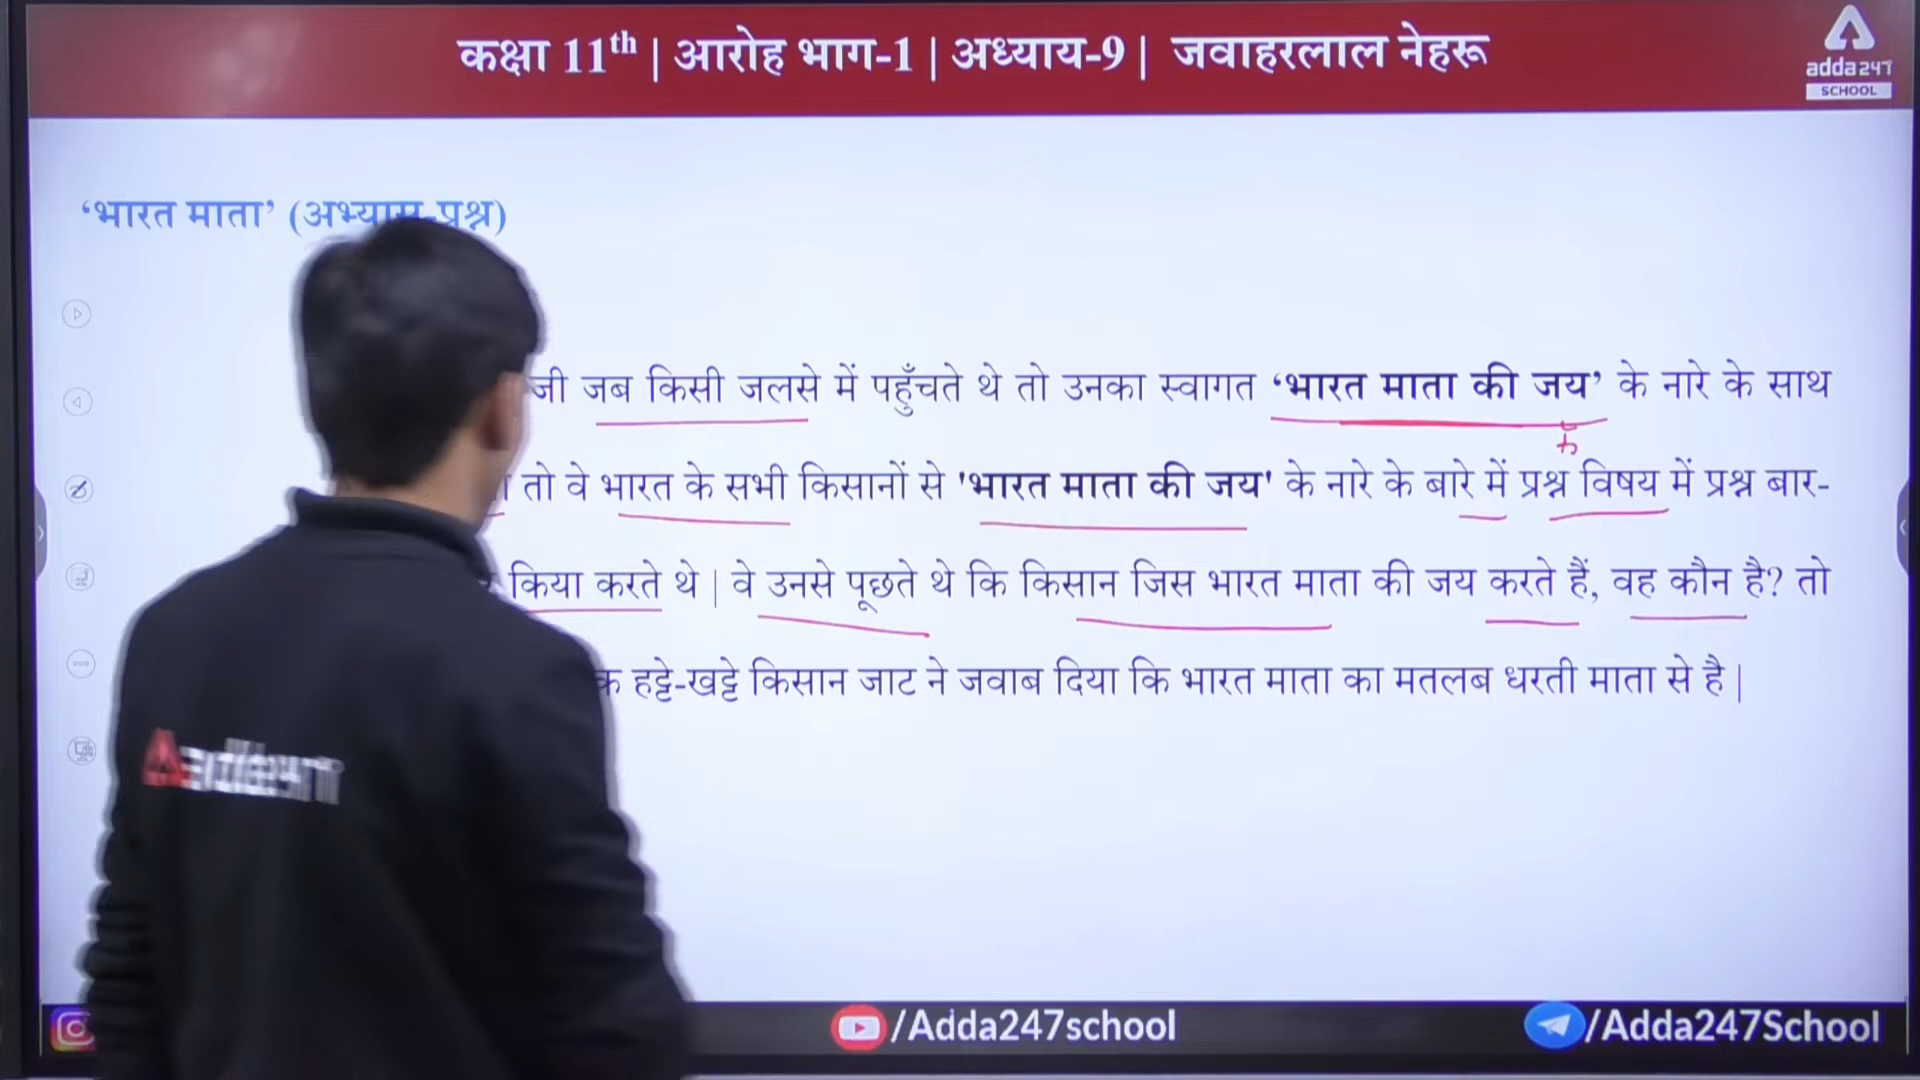 कक्षा 11th | आरोह भाग-1 | अध्याय-9 | जवाहरलाल नेहरू
adda247
SCHOOL
‘भारत माता’ (अभ्यास-प्रश्न)
जी जब किसी जलसे में पहुँचते थे तो उनका स्वागत ‘भारत माता की जय’ के नारे के साथ
तो वे भारत के सभी किसानों से 'भारत माता की जय' के नारे के बारे में प्रश्न विषय में प्रश्न बार-
किया करते थे | वे उनसे पूछते थे कि किसान जिस भारत माता की जय करते हैं, वह कौन है? तो
हट्टे-खट्टे किसान जाट ने जवाब दिया कि भारत माता का मतलब धरती माता से है |
/Adda247school
/Adda247School